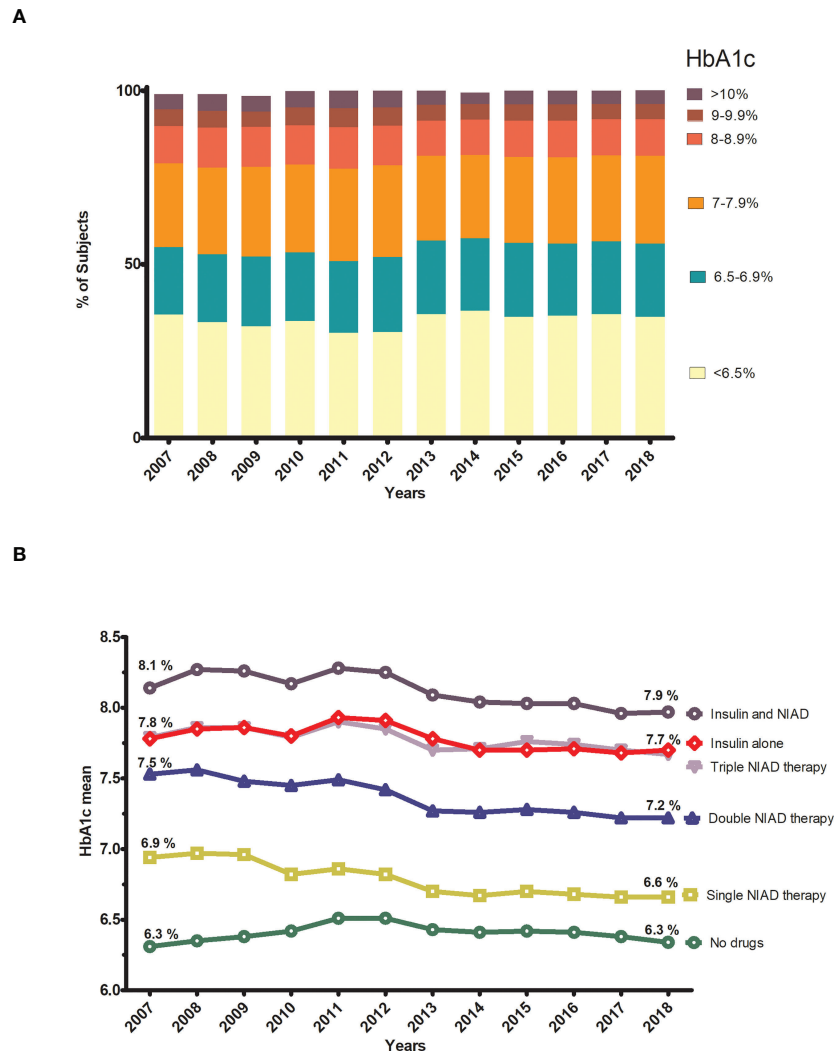 A
HbA1c
100
>10%
9-9.9%
8-8.9%
7-7.9%
% of Subjects
50
6.5-6.9%
<6.5%
0
2007 2008 2009 2010 2011 2012 2013 2014 2015 2016 2017 2018
Years
B
8.5
8.1 %
7.9 %
8.0
Insulin and NIAD
7.8 %
7.7 %
Insulin alone
Triple NIAD therapy
7.5 %
7.5
7.2 %
Double NIAD therapy
HbA1c mean
6.9 %
7.0
6.6 %
Single NIAD therapy
6.5
6.3 %
6.3 %
No drugs
6.0
2007 2008 2009 2010 2011 2012 2013 2014 2015 2016 2017 2018
Years